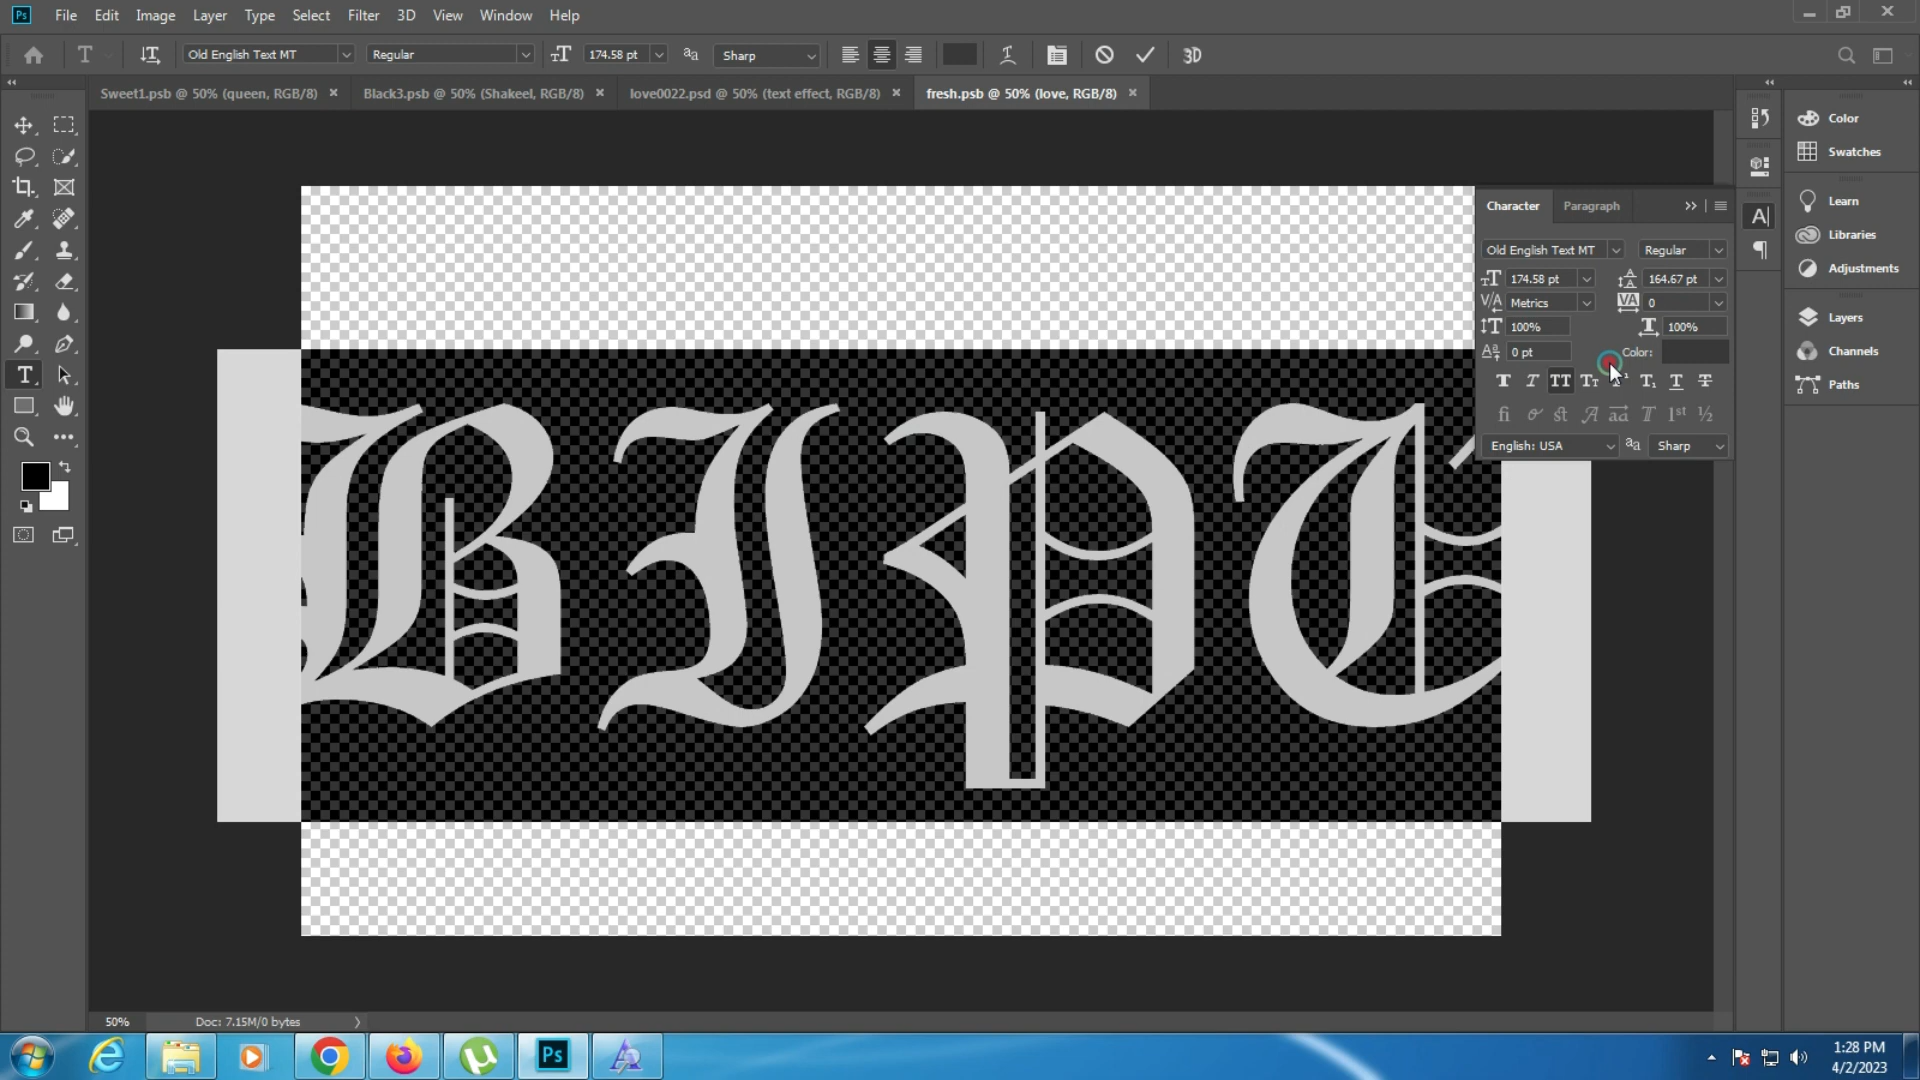 Ps File Edit Image Layer Type Select Filter 3D View Window Help
T Old English Text MT Regular 174.58 pt Sharp 3D
Sweet1.psb @ 50% (queen, RGB/8) × Black3.psb @ 50% (Shakeel, RGB/8) × love0022.psd @ 50% (text effect, RGB/8) × fresh.psb @ 50% (love, RGB/8) ×
Color
Swatches
Learn
Libraries
Adjustments
Layers
Channels
Paths
Character Paragraph
Old English Text MT Regular
174.58 pt 164.67 pt
Metrics 0
100% 100%
0 pt Color:
English: USA Sharp
50% Doc: 7.15M/0 bytes
Ps
1:28 PM
4/2/2023